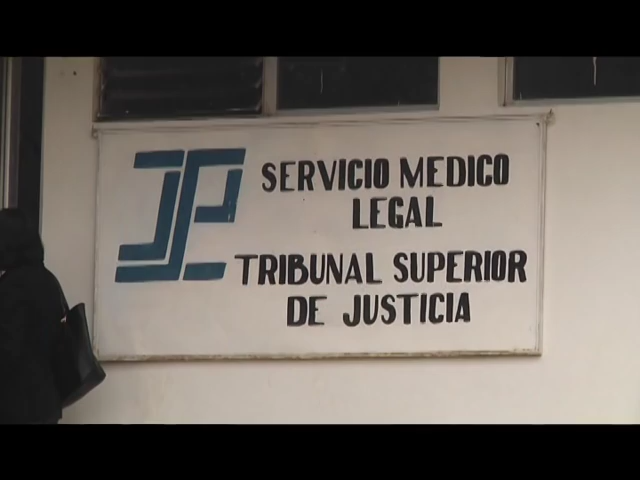 SERVICIO MEDICO
LEGAL
TRIBUNAL SUPERIOR
DE JUSTICIA